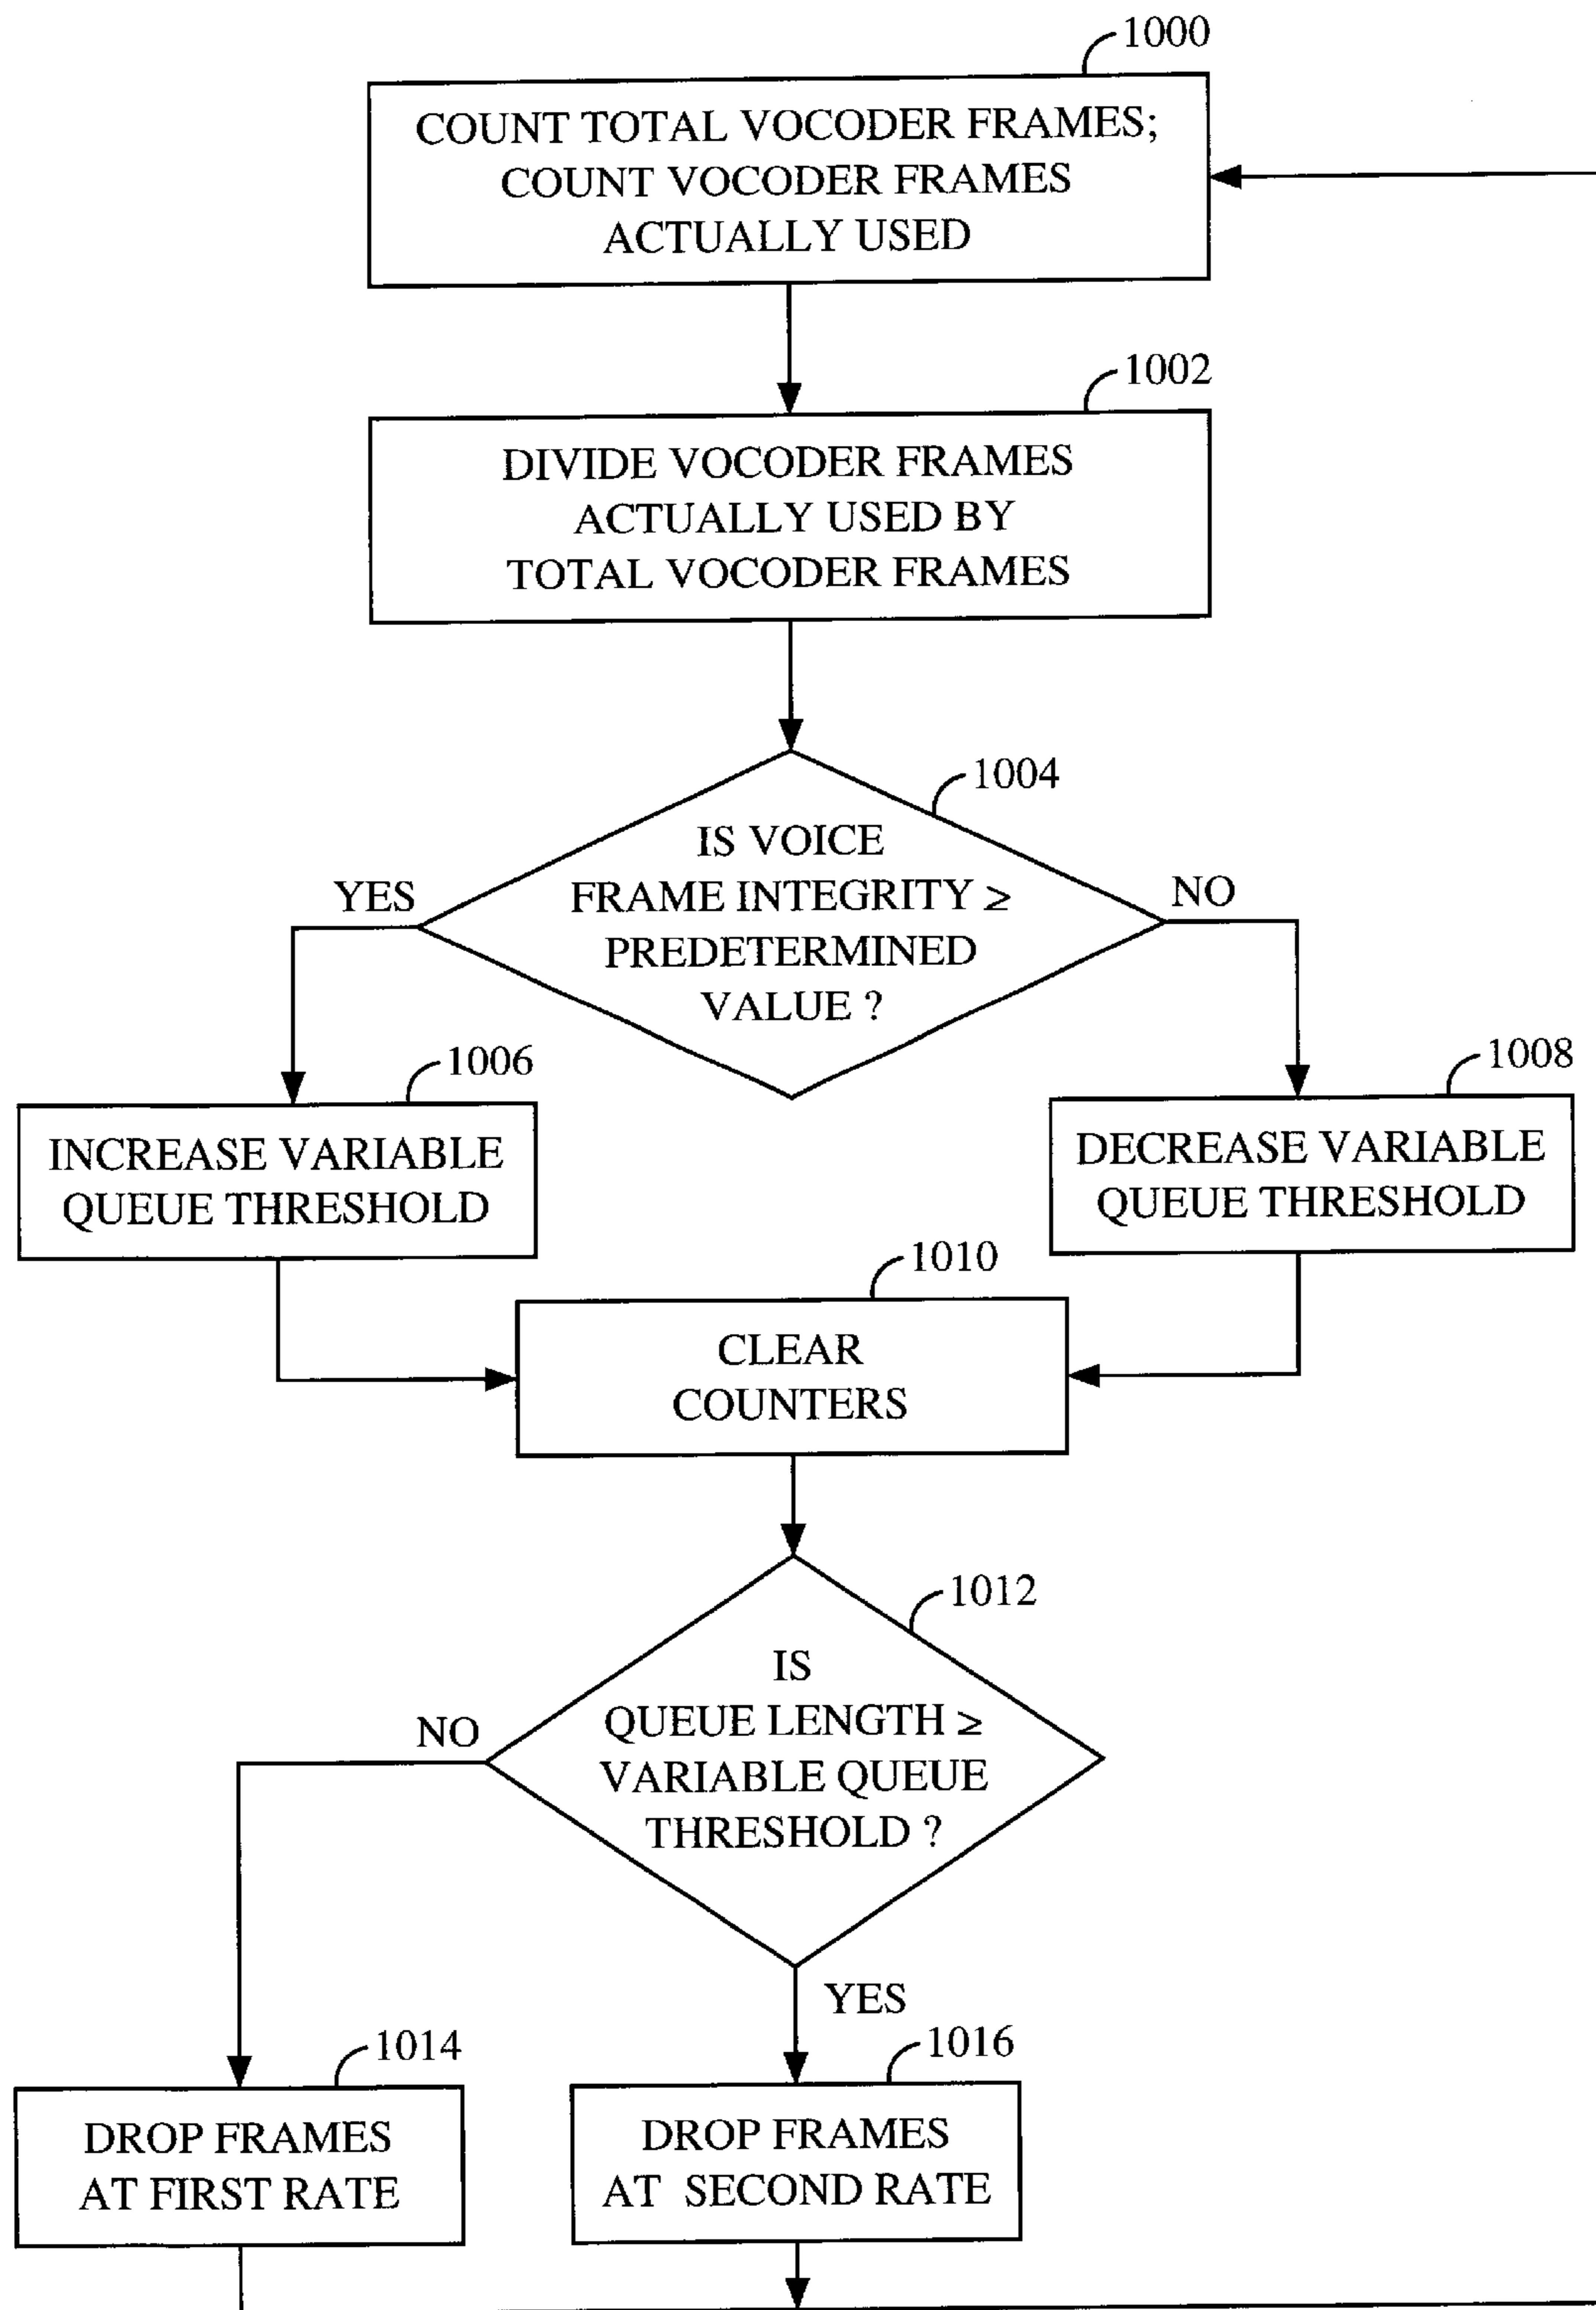 1000
COUNT TOTAL VOCODER FRAMES;
COUNT VOCODER FRAMES
ACTUALLY USED
1002
DIVIDE VOCODER FRAMES
ACTUALLY USED BY
TOTAL VOCODER FRAMES
1004
IS VOICE
FRAME INTEGRITY ≥
PREDETERMINED
VALUE ?
YES
NO
1006
INCREASE VARIABLE
QUEUE THRESHOLD
1008
DECREASE VARIABLE
QUEUE THRESHOLD
1010
CLEAR
COUNTERS
1012
IS
QUEUE LENGTH ≥
VARIABLE QUEUE
THRESHOLD ?
NO
YES
1014
DROP FRAMES
AT FIRST RATE
1016
DROP FRAMES
AT SECOND RATE